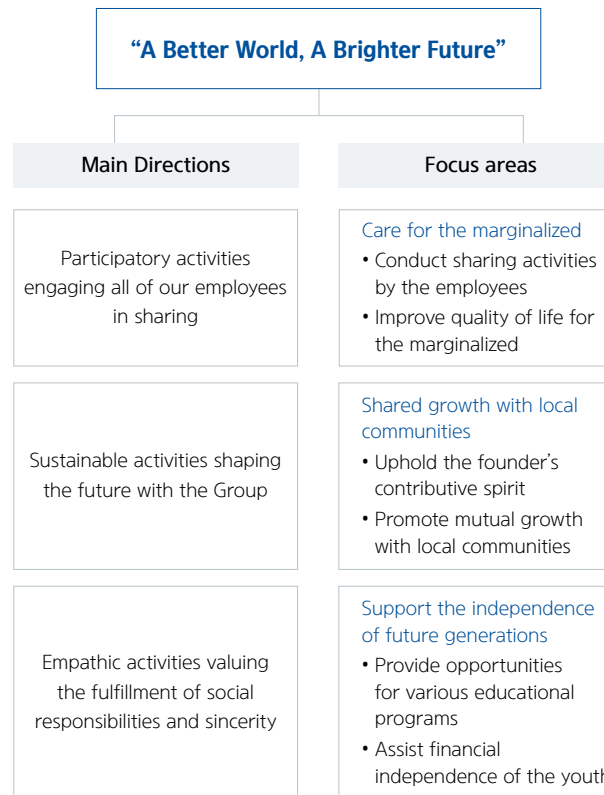 “A Better World, A Brighter Future”
Main Directions
Focus areas
Participatory activities
engaging all of our employees
in sharing
Care for the marginalized
• Conduct sharing activities
by the employees
• Improve quality of life for
the marginalized
Sustainable activities shaping
the future with the Group
Shared growth with local
communities
• Uphold the founder’s
contributive spirit
• Promote mutual growth
with local communities
Empathic activities valuing
the fulfillment of social
responsibilities and sincerity
Support the independence
of future generations
• Provide opportunities
for various educational
programs
• Assist financial
independence of the youth